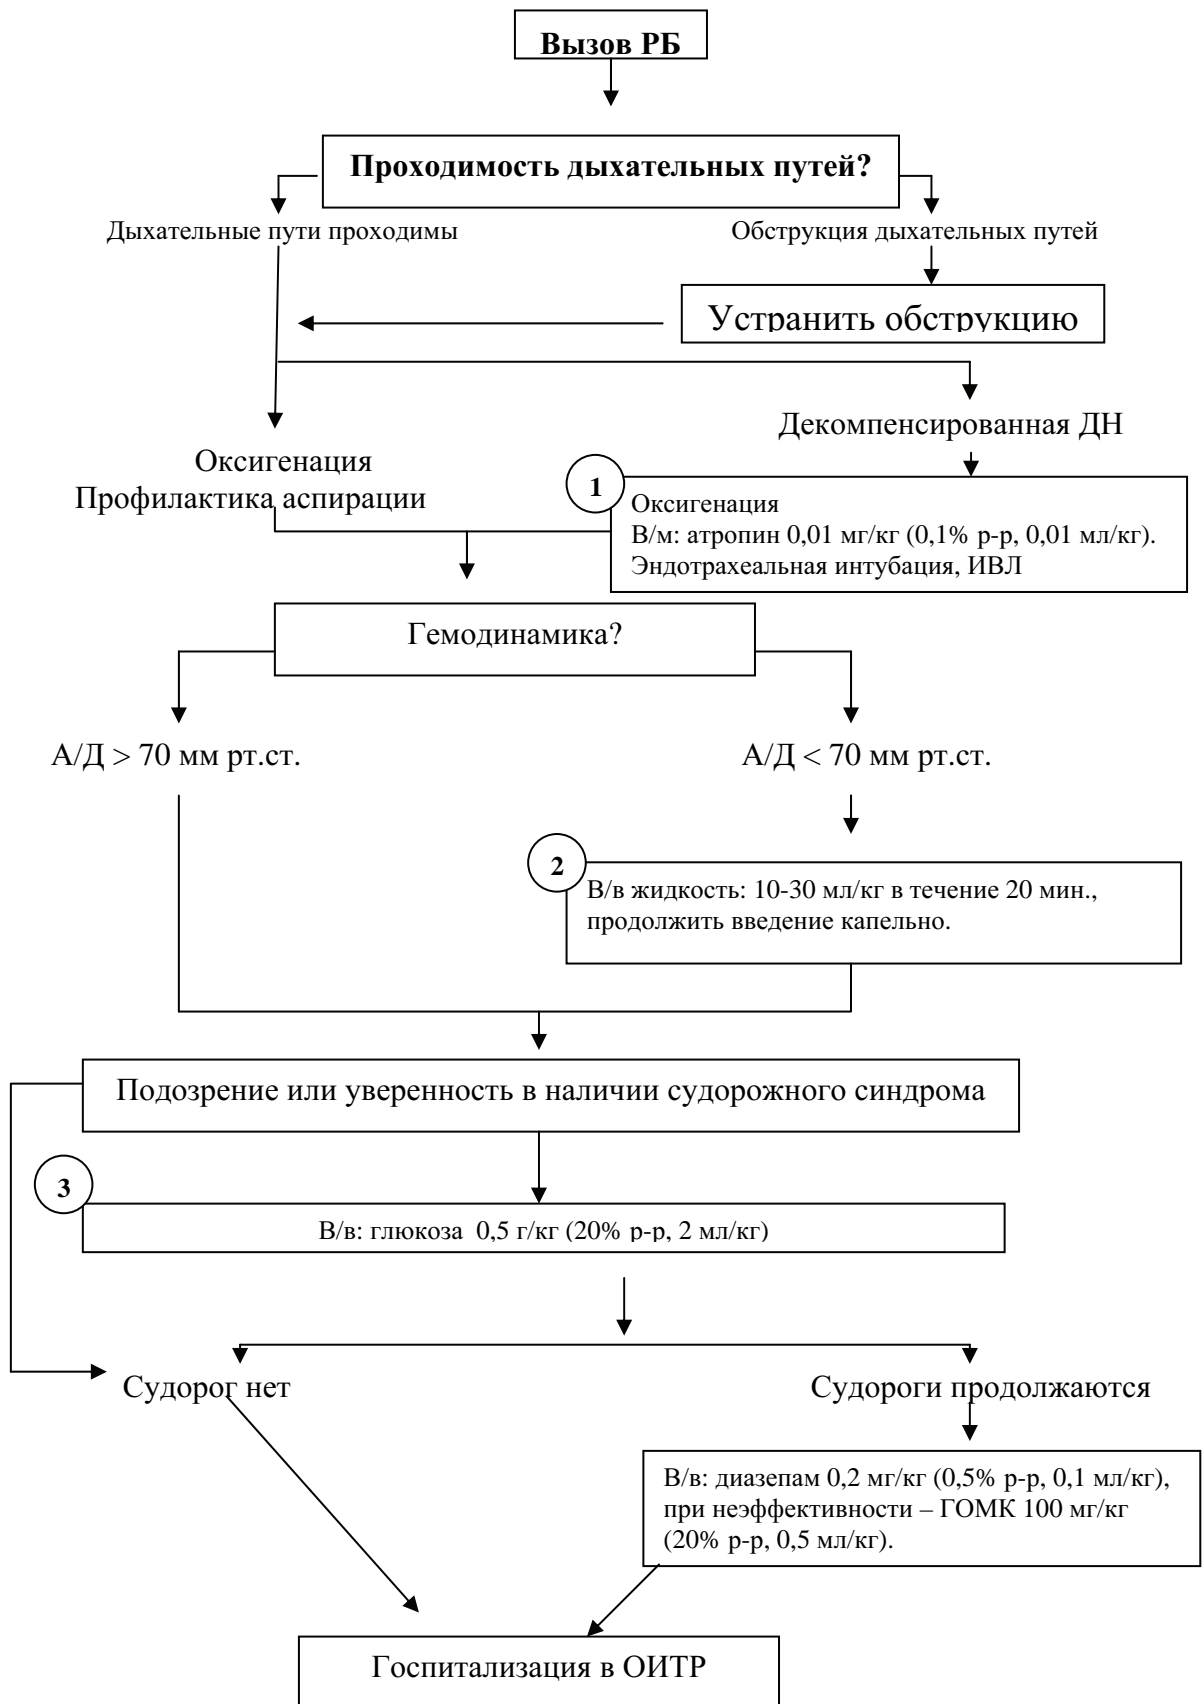 Вызов РБ
Проходимость дыхательных путей?
Дыхательные пути проходимы
Обструкция дыхательных путей
Устранить обструкцию
Декомпенсированная ДН
Оксигенация
Профилактика аспирации
1
Оксигенация
В/м: атропин 0,01 мг/кг (0,1% р-р, 0,01 мл/кг).
Эндотрахеальная интубация, ИВЛ
Гемодинамика?
А/Д > 70 мм рт.ст.
А/Д < 70 мм рт.ст.
2
В/в жидкость: 10-30 мл/кг в течение 20 мин.,
продолжить введение капельно.
Подозрение или уверенность в наличии судорожного синдрома
3
В/в: глюкоза 0,5 г/кг (20% р-р, 2 мл/кг)
Судорог нет
Судороги продолжаются
В/в: диазепам 0,2 мг/кг (0,5% р-р, 0,1 мл/кг),
при неэффективности – ГОМК 100 мг/кг
(20% р-р, 0,5 мл/кг).
Госпитализация в ОИТР